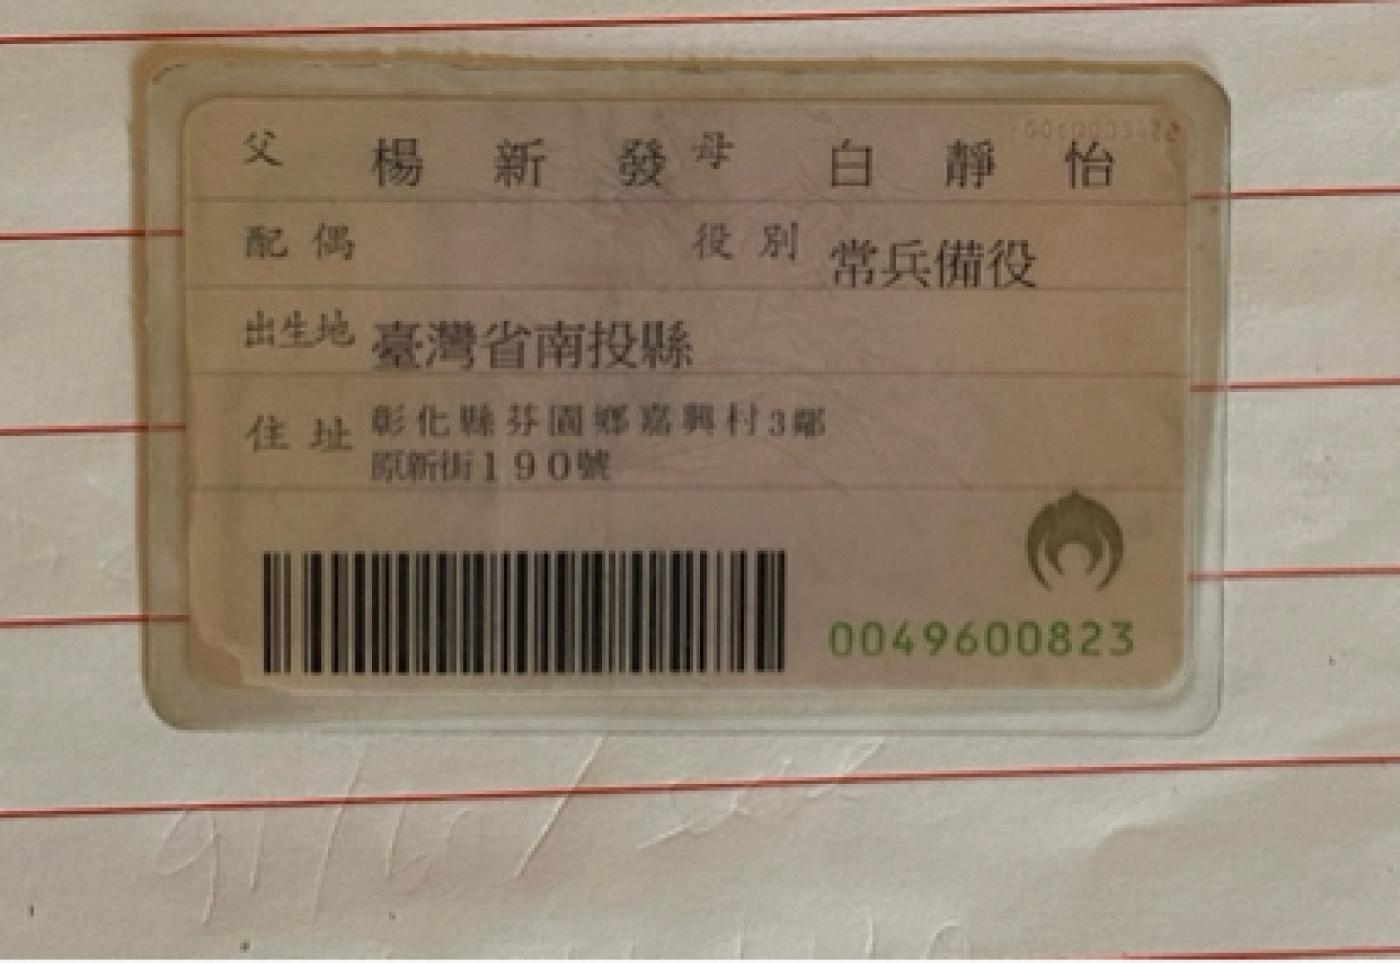 父 楊新發 母 白靜怡
配偶 役別 常兵備役
出生地 臺灣省南投縣
住址 彰化縣芬園鄉嘉興村3鄰
原新街190號
0049600823